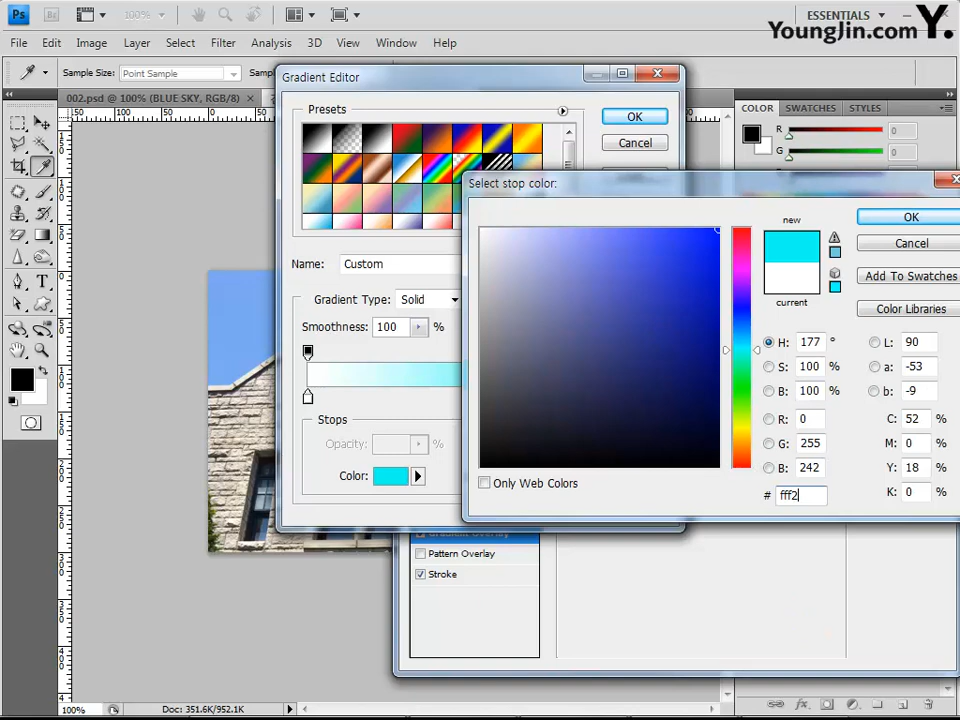 Ps
Br
100%
ESSENTIALS
YoungJin.com Y.
File Edit Image Layer Select Filter Analysis 3D View Window Help
Sample Size: Point Sample
002.psd @ 100% (BLUE SKY, RGB/8)
Gradient Editor
Presets
OK
Cancel
Name: Custom
Gradient Type: Solid
Smoothness: 100 %
Stops
Opacity: %
Color:
Select stop color:
new
current
OK
Cancel
Add To Swatches
Color Libraries
H: 177 °
S: 100 %
B: 100 %
R: 0
G: 255
B: 242
# fff2
L: 90
a: -53
b: -9
C: 52 %
M: 0 %
Y: 18 %
K: 0 %
Only Web Colors
COLOR SWATCHES STYLES
R 0
G 0
Pattern Overlay
Stroke
100% Doc: 351.6K/952.1K